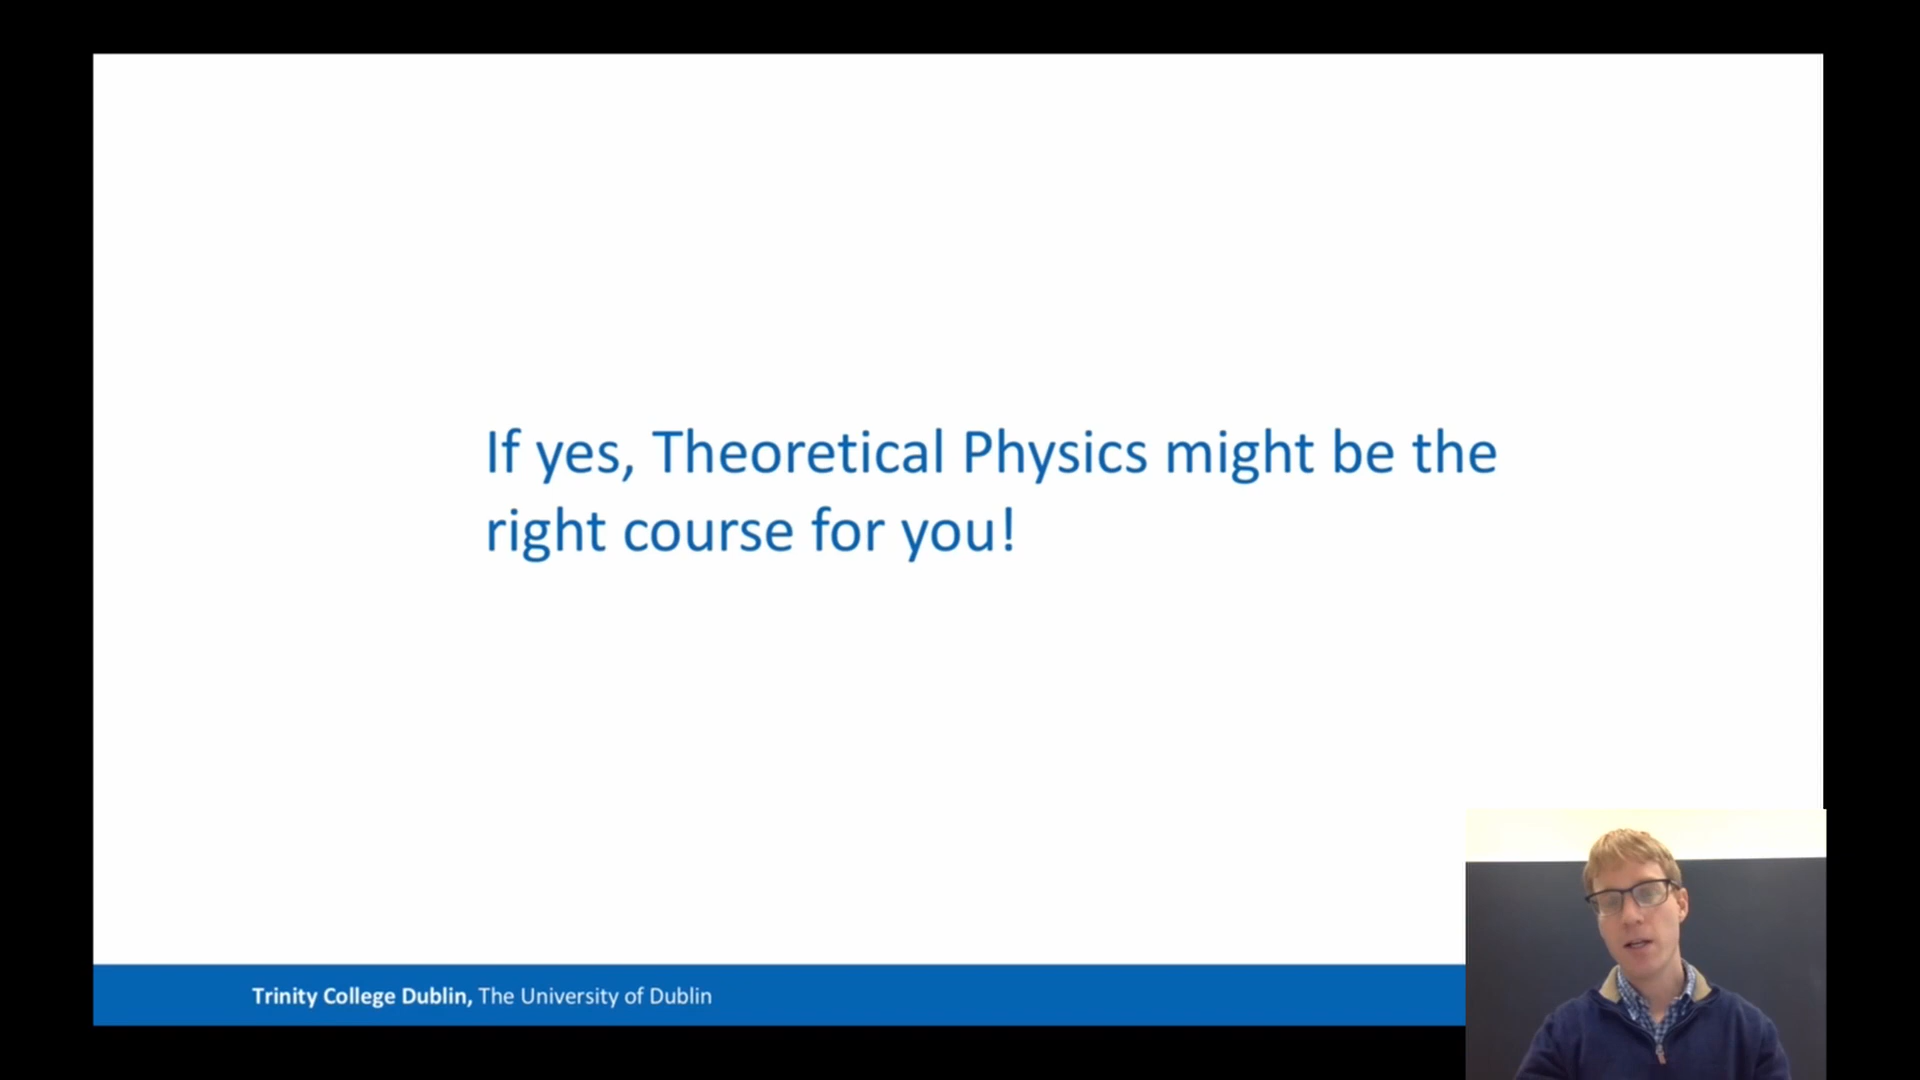 If yes, Theoretical Physics might be the
right course for you!
Trinity College Dublin, The University of Dublin